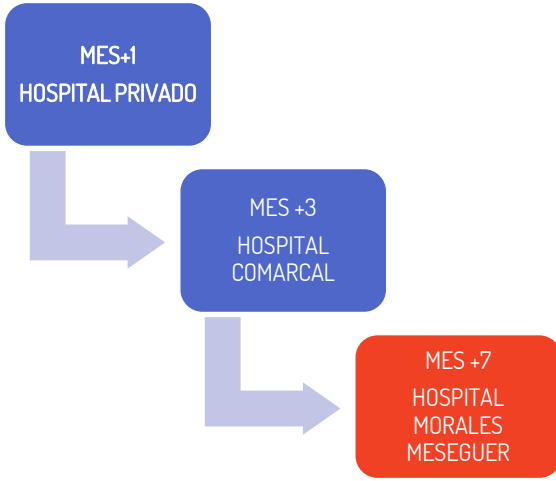 MES+1
HOSPITAL PRIVADO
MES +3
HOSPITAL
COMARCAL
MES +7
HOSPITAL
MORALES
MESEGUER